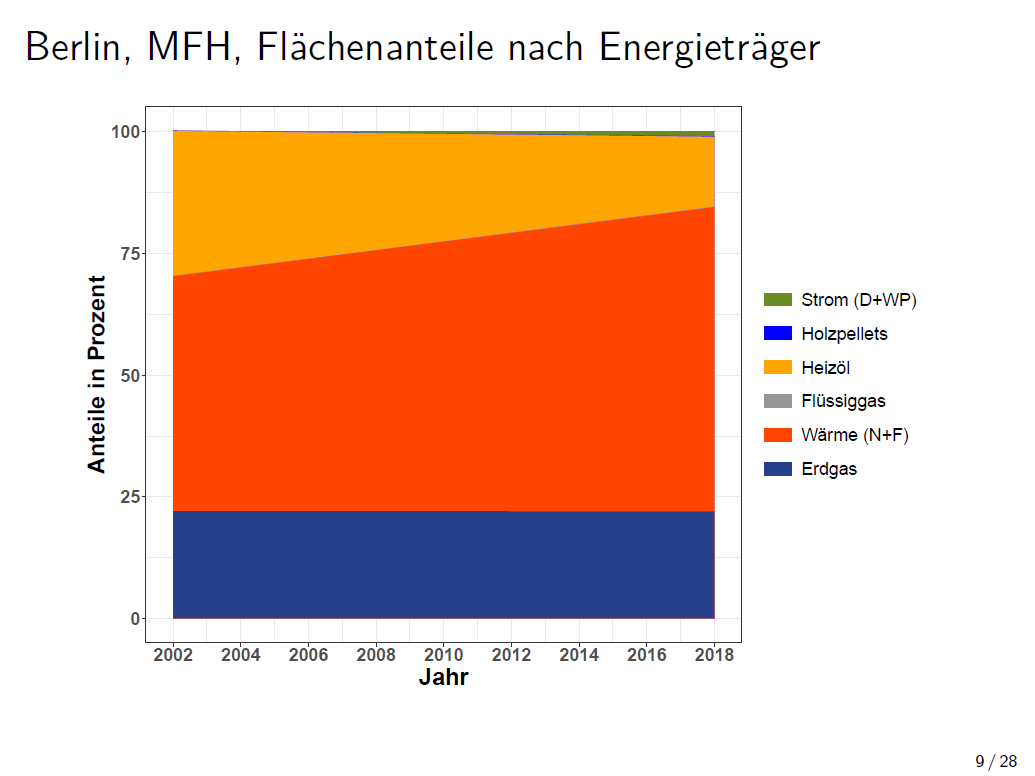 Berlin, MFH, Flächenanteile nach Energieträger
100
75
50
25
0
Anteile in Prozent
2002 2004 2006 2008 2010 2012 2014 2016 2018
Jahr
Strom (D+WP)
Holzpellets
Heizöl
Flüssiggas
Wärme (N+F)
Erdgas
9 / 28